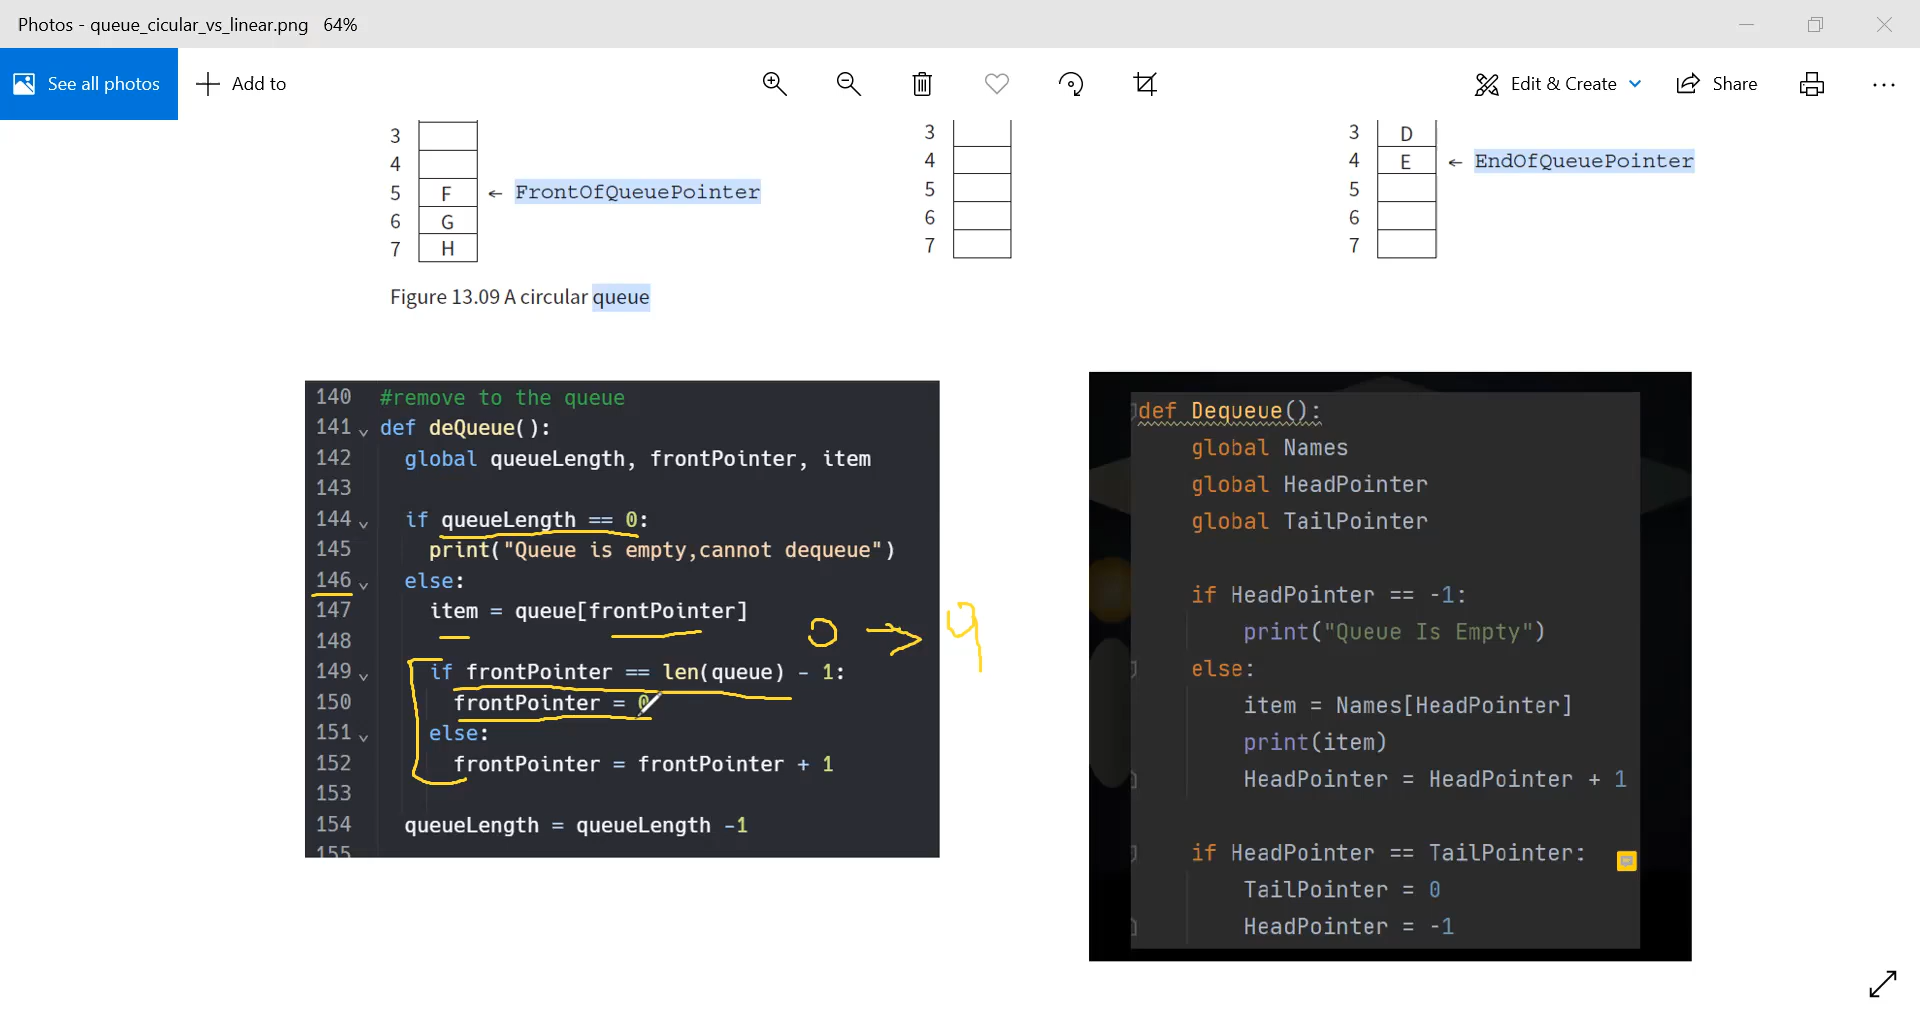 Photos - queue_cicular_vs_linear.png 64%
See all photos
Add to
Edit & Create
Share
3
4
5 F ← FrontOfQueuePointer
6 G
7 H
3
4
5
6
7
3 D
4 E ← EndOfQueuePointer
5
6
7
Figure 13.09 A circular queue
140 #remove to the queue
141 def deQueue():
142 global queueLength, frontPointer, item
143
144 if queueLength == 0:
145 print("Queue is empty,cannot dequeue")
146 else:
147 item = queue[frontPointer]
148
149 if frontPointer == len(queue) - 1:
150 frontPointer = 0
151 else:
152 frontPointer = frontPointer + 1
153
154 queueLength = queueLength -1
155
0 → 9
def Dequeue():
global Names
global HeadPointer
global TailPointer
if HeadPointer == -1:
print("Queue Is Empty")
else:
item = Names[HeadPointer]
print(item)
HeadPointer = HeadPointer + 1
if HeadPointer == TailPointer:
TailPointer = 0
HeadPointer = -1